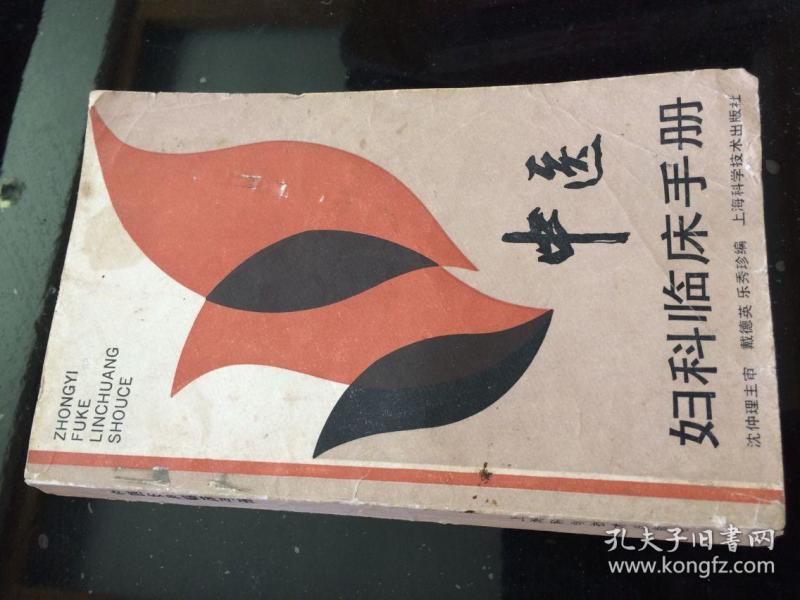 中医
妇科临床手册
沈仲理主审 戴德英 乐秀珍编 上海科学技术出版社
ZHONGYI
FUKE
LINCHUANG
SHOUCE
孔夫子旧书网
www.kongfz.com